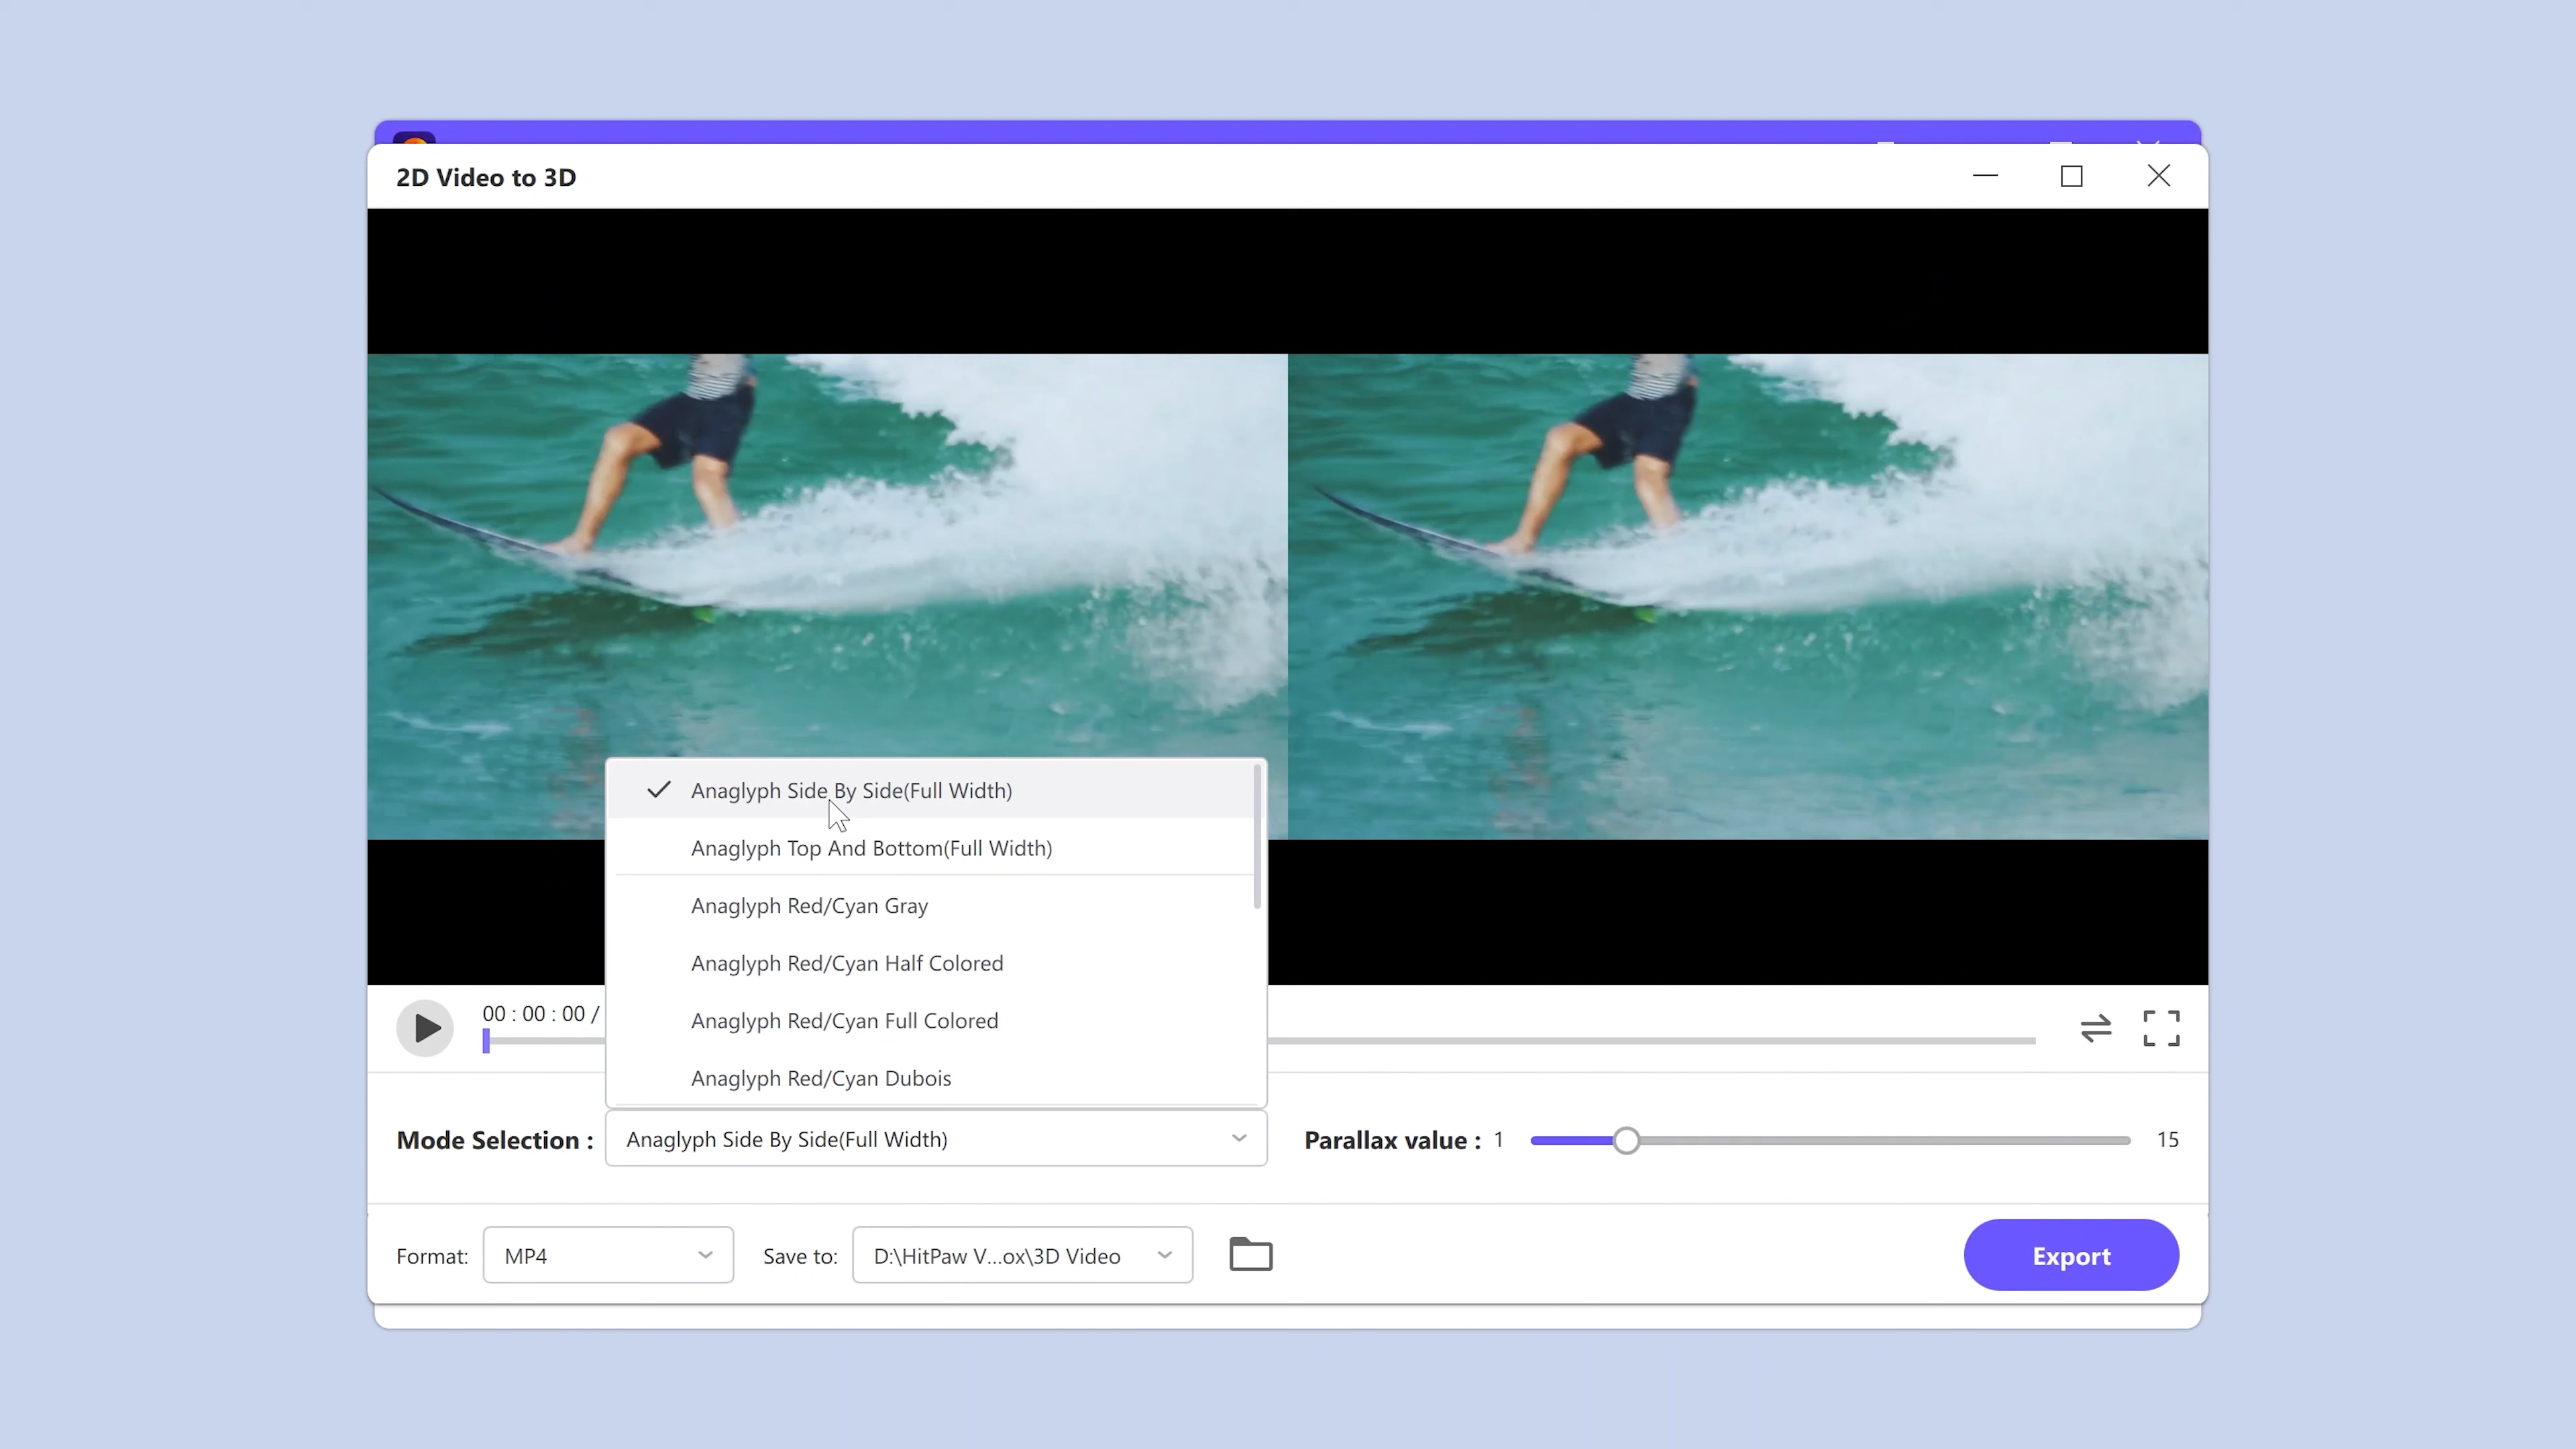 2D Video to 3D
Anaglyph Side By Side(Full Width)
Anaglyph Top And Bottom(Full Width)
Anaglyph Red/Cyan Gray
Anaglyph Red/Cyan Half Colored
Anaglyph Red/Cyan Full Colored
Anaglyph Red/Cyan Dubois
00 : 00 : 00 /
Mode Selection : Anaglyph Side By Side(Full Width) Parallax value : 1 15
Format: MP4 Save to: D:\HitPaw V...ox\3D Video Export